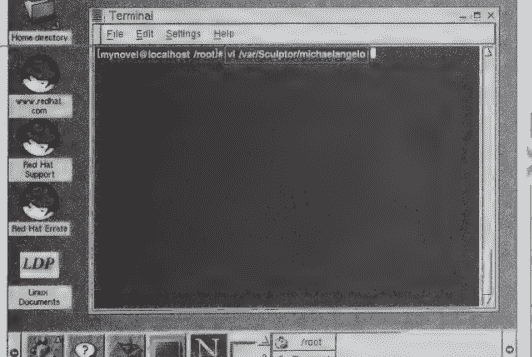 Home directory
www.redhat.com
Red Hat Support
Red Hat Errata
LDP
Linux Documents
Terminal
File Edit Settings Help
[mynovel@localhost /root]# vi /var/Sculptor/michaelangelo
N
/root